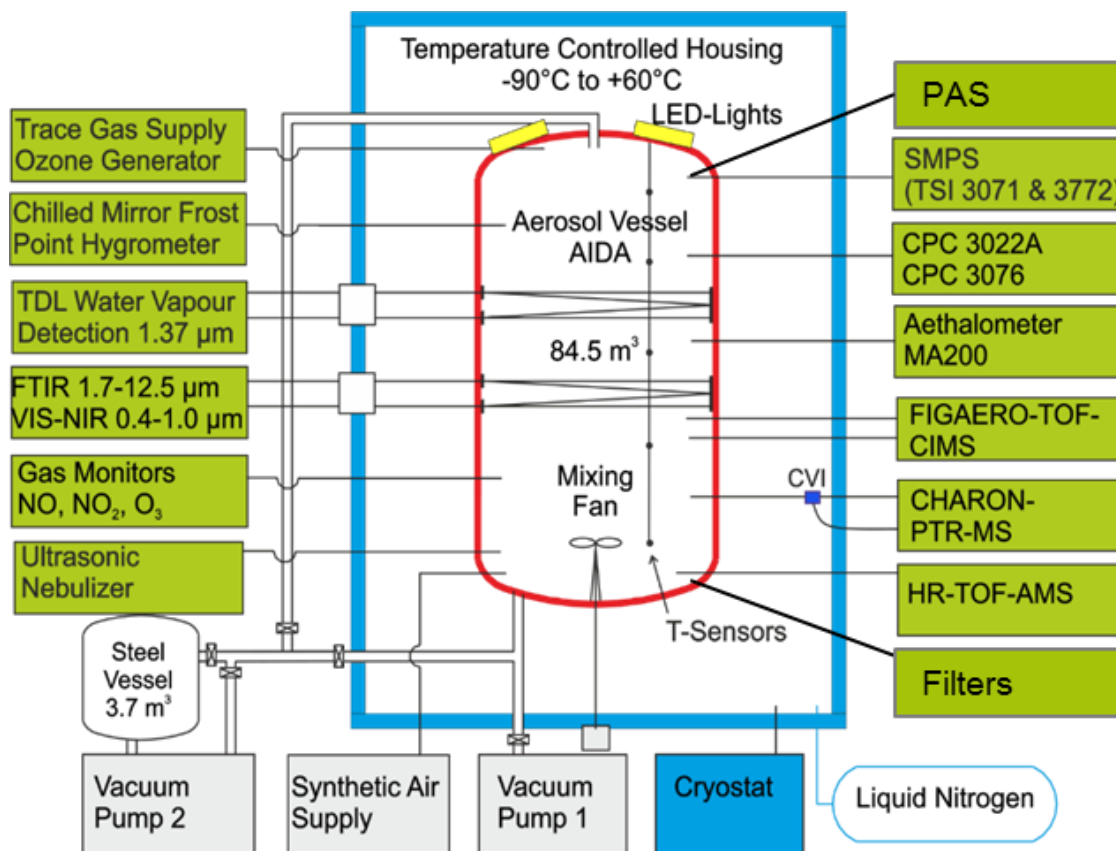 Temperature Controlled Housing
-90°C to +60°C
LED-Lights
Trace Gas Supply
Ozone Generator
Chilled Mirror Frost
Point Hygrometer
TDL Water Vapour
Detection 1.37 µm
FTIR 1.7-12.5 µm
VIS-NIR 0.4-1.0 µm
Gas Monitors
NO, NO₂, O₃
Ultrasonic
Nebulizer
Steel
Vessel
3.7 m³
Aerosol Vessel
AIDA
84.5 m³
Mixing
Fan
T-Sensors
CVI
PAS
SMPS
(TSI 3071 & 3772)
CPC 3022A
CPC 3076
Aethalometer
MA200
FIGAERO-TOF-
CIMS
CHARON-
PTR-MS
HR-TOF-AMS
Filters
Vacuum
Pump 2
Synthetic Air
Supply
Vacuum
Pump 1
Cryostat
Liquid Nitrogen